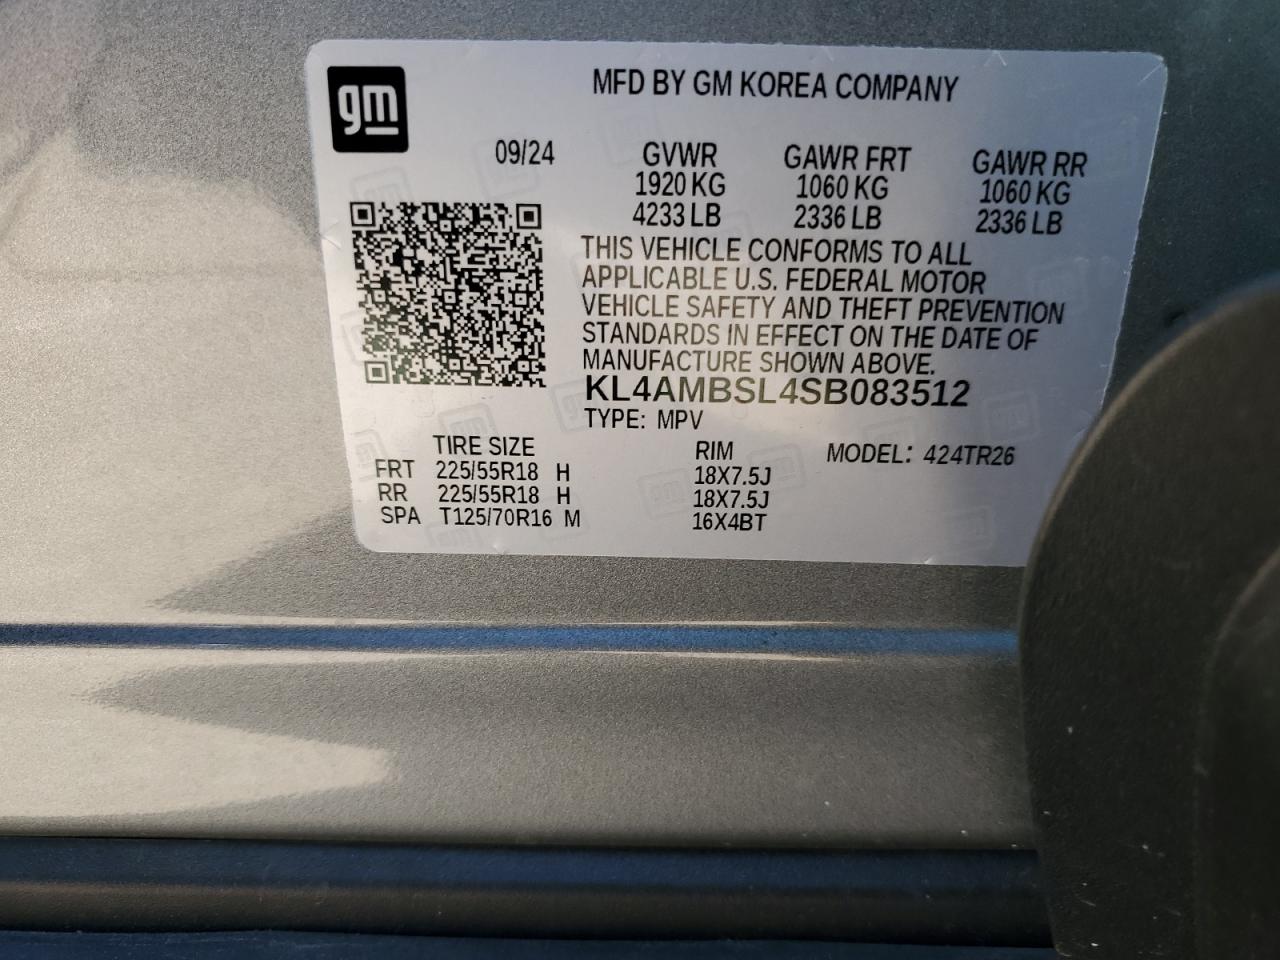 gm
MFD BY GM KOREA COMPANY
09/24 GVWR GAWR FRT GAWR RR
1920 KG 1060 KG 1060 KG
4233 LB 2336 LB 2336 LB
THIS VEHICLE CONFORMS TO ALL
APPLICABLE U.S. FEDERAL MOTOR
VEHICLE SAFETY AND THEFT PREVENTION
STANDARDS IN EFFECT ON THE DATE OF
MANUFACTURE SHOWN ABOVE.
KL4AMBSL4SB083512
TYPE: MPV
TIRE SIZE RIM MODEL: 424TR26
FRT 225/55R18 H 18X7.5J
RR 225/55R18 H 18X7.5J
SPA T125/70R16 M 16X4BT